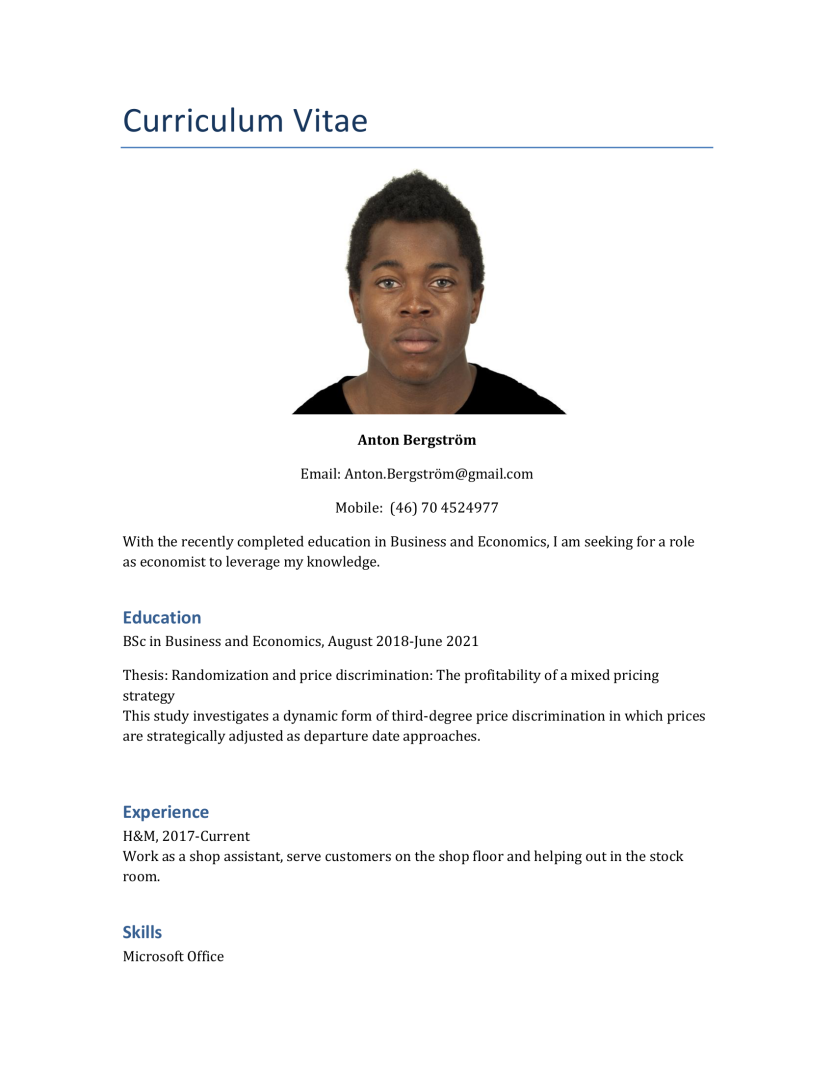 Curriculum Vitae
Anton Bergström
Email: Anton.Bergström@gmail.com
Mobile:  (46) 70 4524977
With the recently completed education in Business and Economics, I am seeking for a role
as economist to leverage my knowledge.
Education
BSc in Business and Economics, August 2018-June 2021
Thesis: Randomization and price discrimination: The profitability of a mixed pricing
strategy
This study investigates a dynamic form of third-degree price discrimination in which prices
are strategically adjusted as departure date approaches.
Experience
H&M, 2017-Current
Work as a shop assistant, serve customers on the shop floor and helping out in the stock
room.
Skills
Microsoft Office